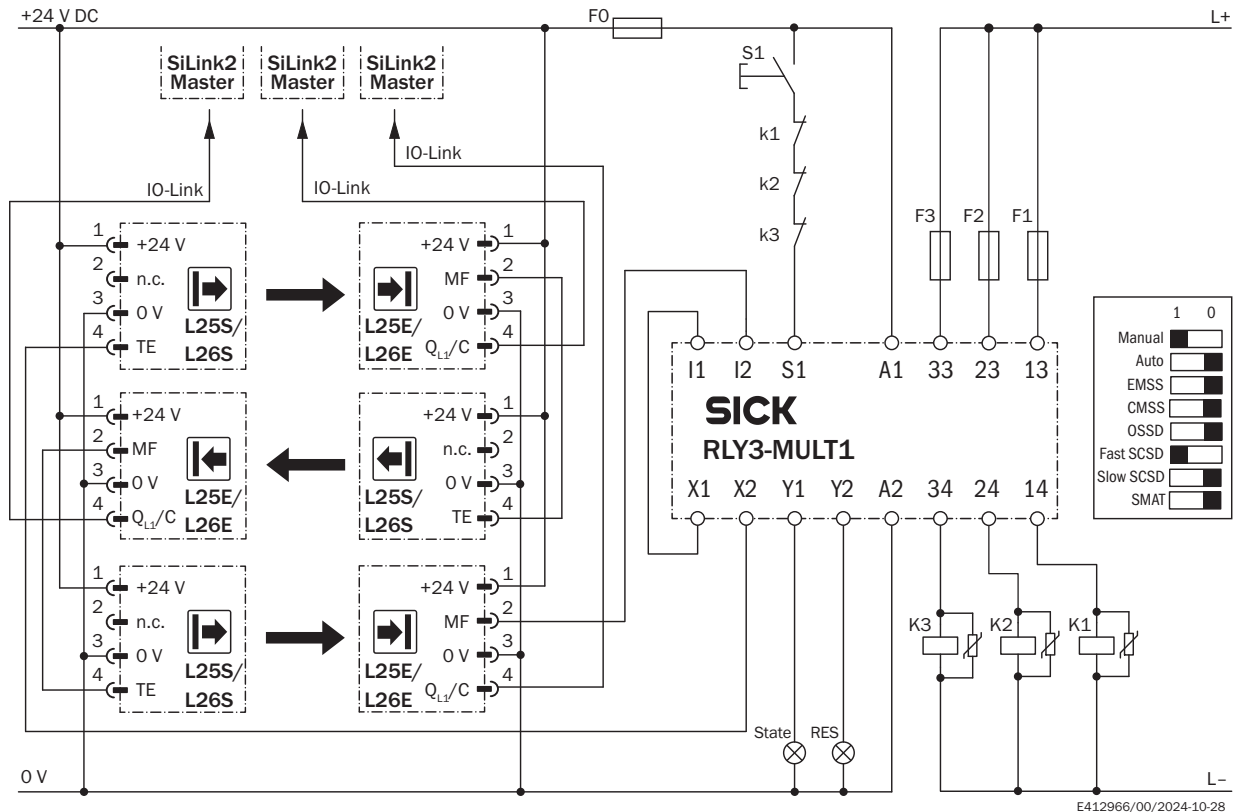 +24 V DC F0 L+
SiLink2 Master
SiLink2 Master
SiLink2 Master
S1
k1
k2
k3
IO-Link
IO-Link
IO-Link
F3 F2 F1
1 +24 V
2 n.c.
3 0 V
4 TE
L25S/
L26S
+24 V 1
MF 2
0 V 3
QL1/C 4
L25E/
L26E
1 +24 V
2 MF
3 0 V
4 QL1/C
L25E/
L26E
+24 V 1
n.c. 2
0 V 3
TE 4
L25S/
L26S
1 +24 V
2 n.c.
3 0 V
4 TE
L25S/
L26S
+24 V 1
MF 2
0 V 3
QL1/C 4
L25E/
L26E
I1 I2 S1 A1 33 23 13
SICK
RLY3-MULT1
X1 X2 Y1 Y2 A2 34 24 14
1 0
Manual
Auto
EMSS
CMSS
OSSD
Fast SCSD
Slow SCSD
SMAT
K3 K2 K1
State RES
0 V L–
E412966/00/2024-10-28